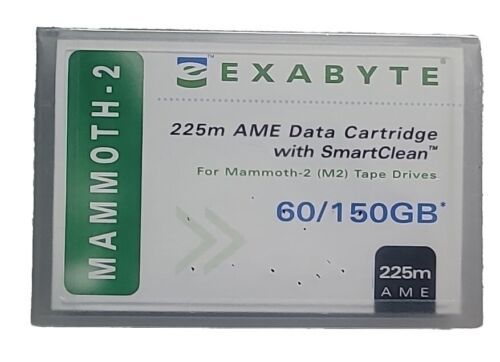 MAMMOTH-2
EXABYTE®
225m AME Data Cartridge
with SmartClean™
For Mammoth-2 (M2) Tape Drives
60/150GB*
225m
AME